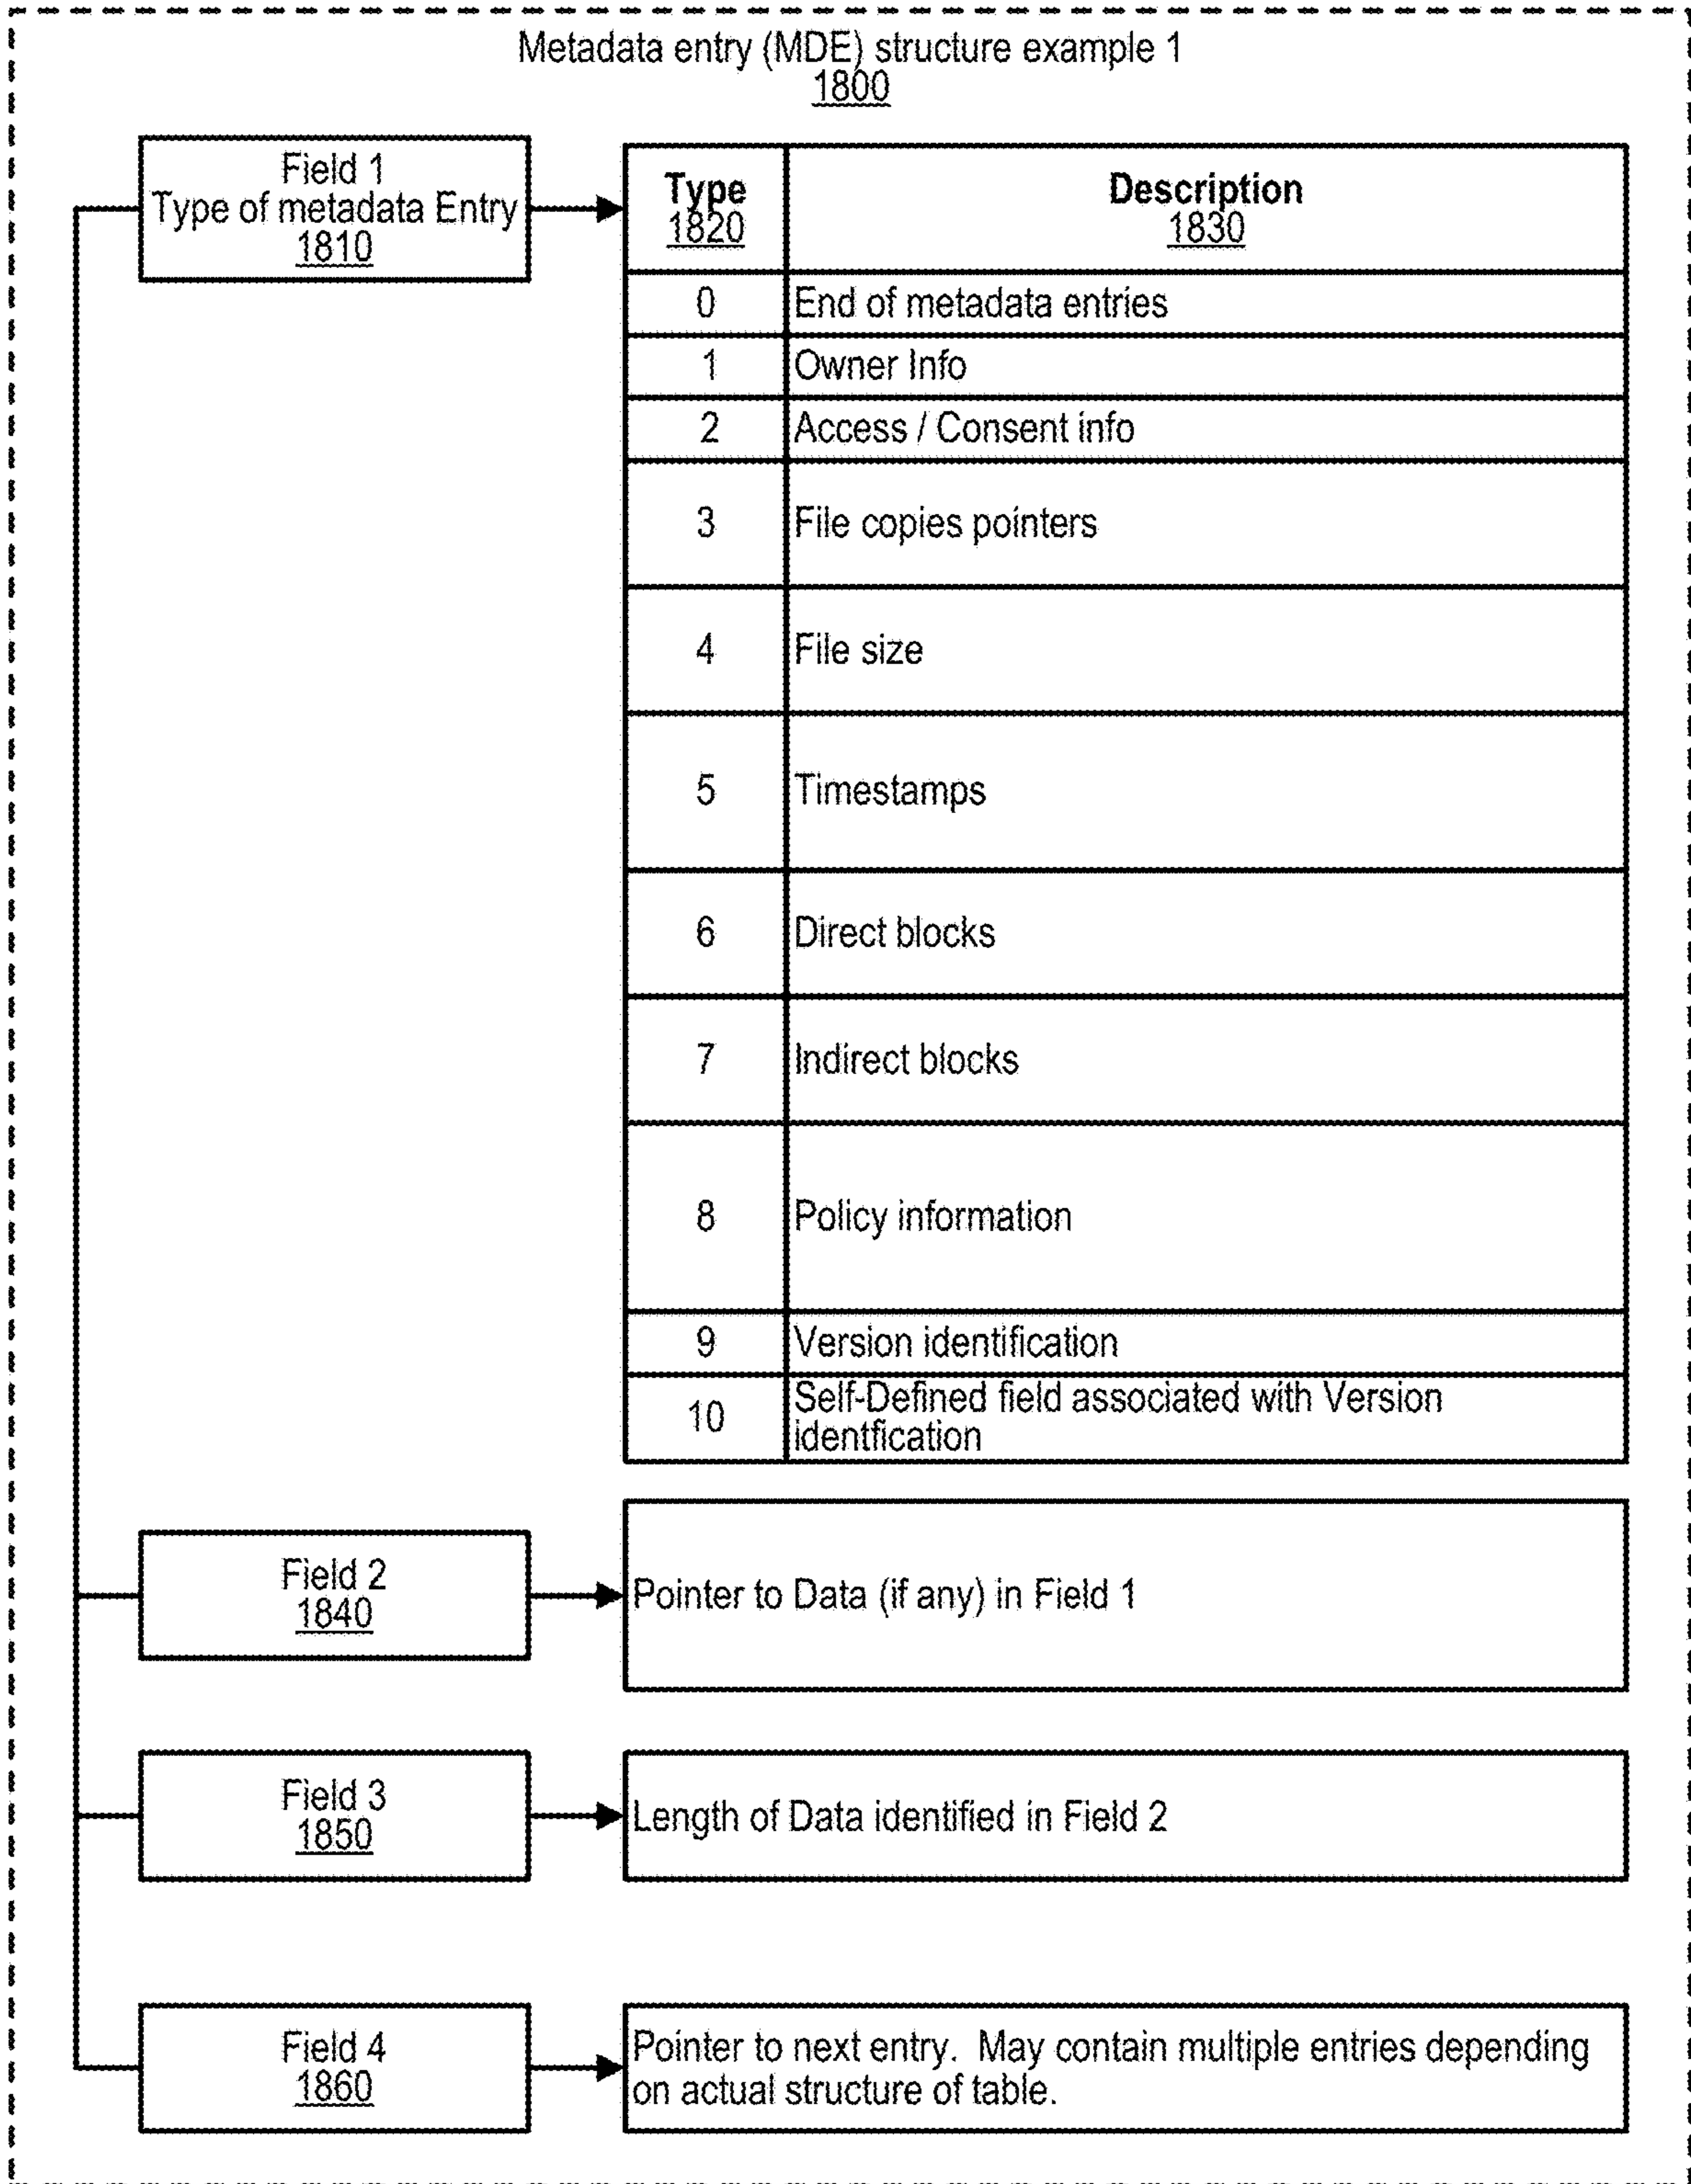 Metadata entry (MDE) structure example 1
1800
Field 1
Type of metadata Entry
1810
Type
1820
Description
1830
0 End of metadata entries
1 Owner Info
2 Access / Consent info
3 File copies pointers
4 File size
5 Timestamps
6 Direct blocks
7 Indirect blocks
8 Policy information
9 Version identification
10 Self-Defined field associated with Version
identfication
Field 2
1840
Pointer to Data (if any) in Field 1
Field 3
1850
Length of Data identified in Field 2
Field 4
1860
Pointer to next entry.  May contain multiple entries depending
on actual structure of table.